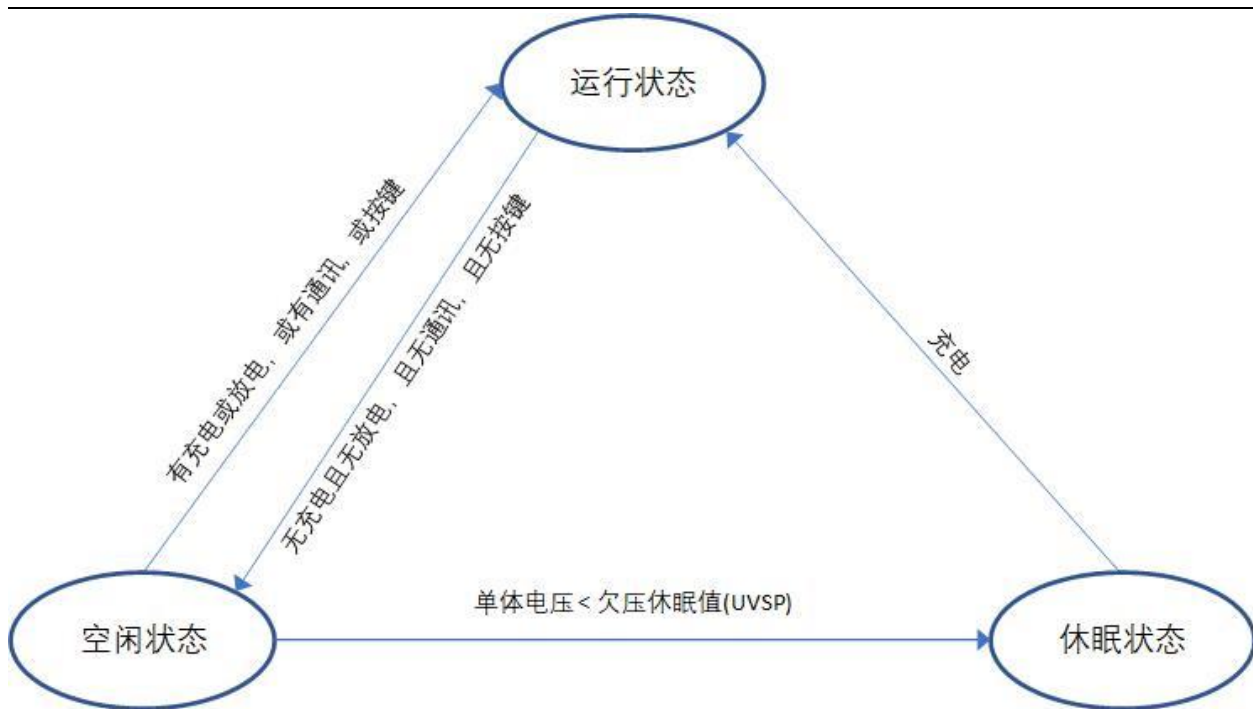 运行状态
有充电或放电，或有通讯，或按键
无充电且无放电，且无通讯，且无按键
充电
单体电压 < 欠压休眠值(UVSP)
空闲状态
休眠状态